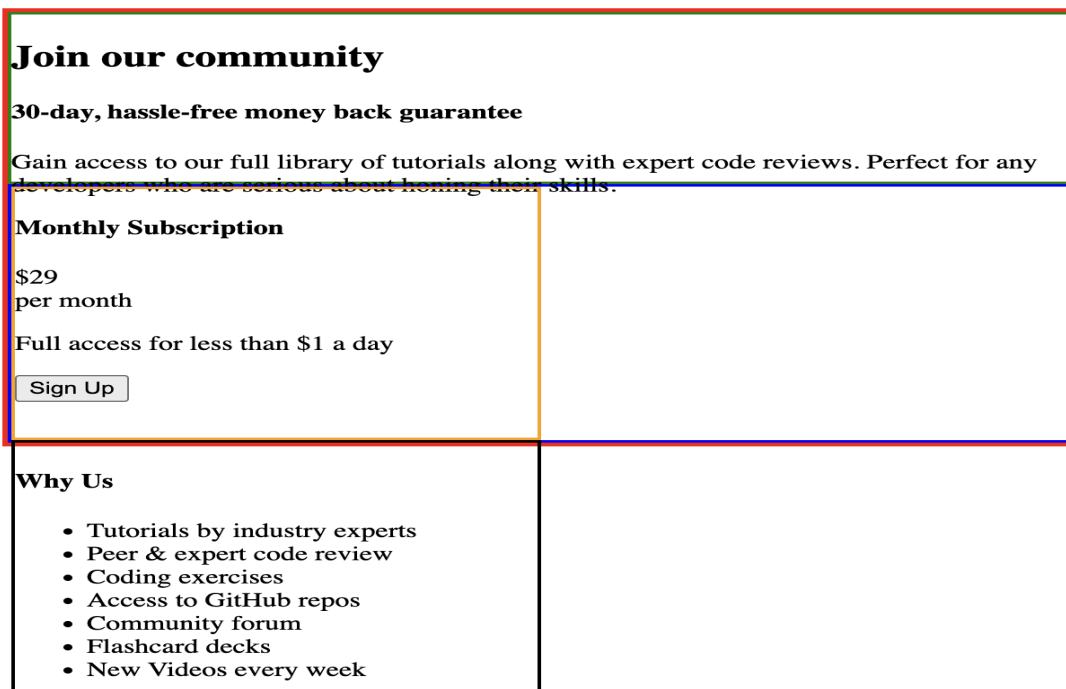 Join our community
30-day, hassle-free money back guarantee
Gain access to our full library of tutorials along with expert code reviews. Perfect for any
developers who are serious about honing their skills.
Monthly Subscription
$29
per month
Full access for less than $1 a day
Sign Up
Why Us
• Tutorials by industry experts
• Peer & expert code review
• Coding exercises
• Access to GitHub repos
• Community forum
• Flashcard decks
• New Videos every week